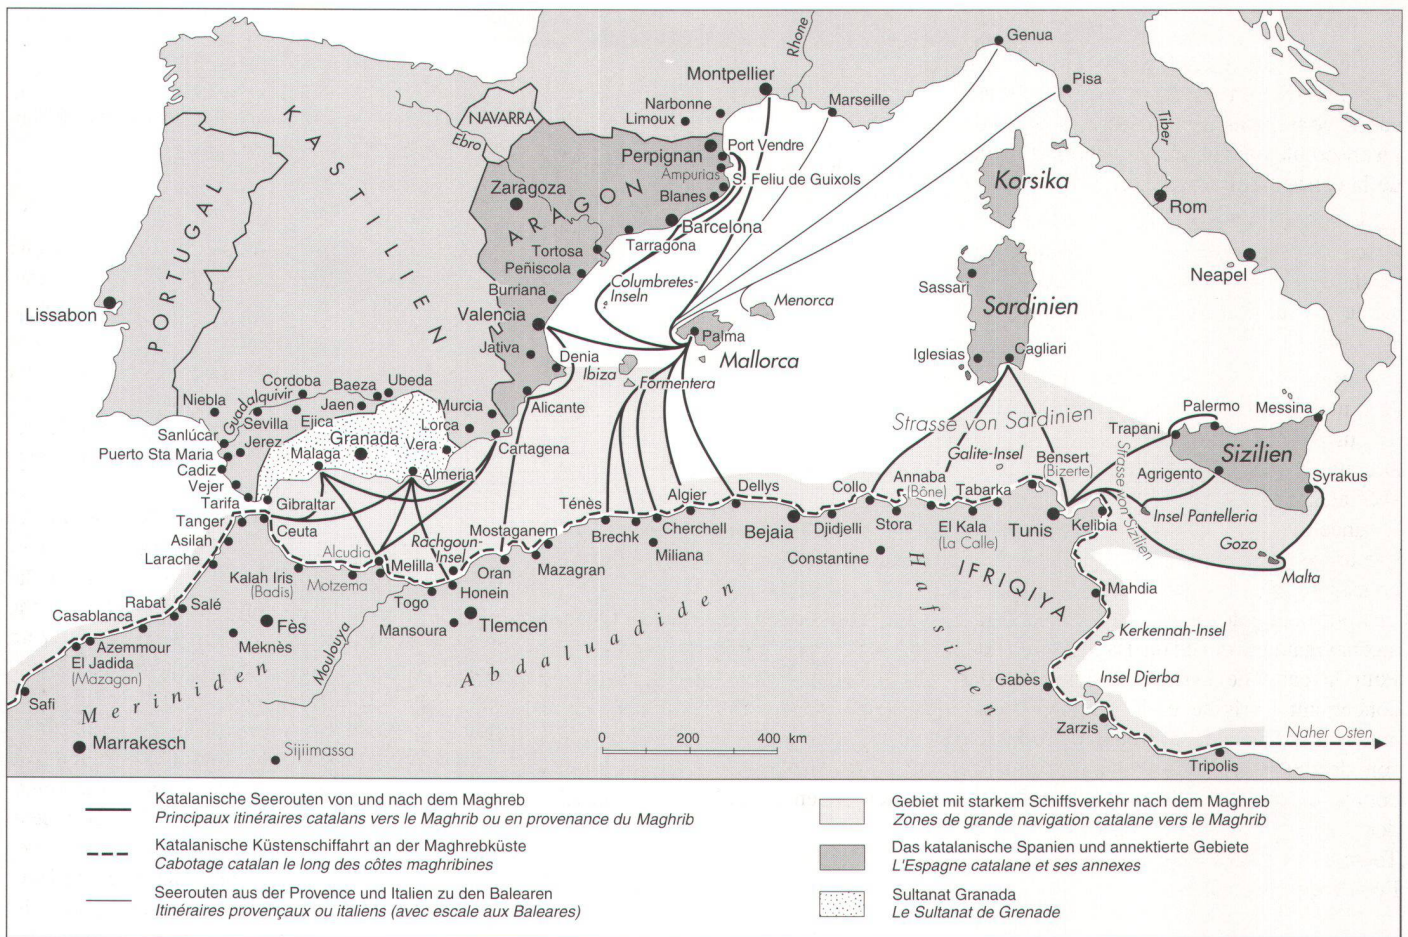 Genua
Rhone
Montpellier
Pisa
Narbonne
Marseille
Limoux
KASTILIEN
NAVARRA
Ebro
Tiber
Perpignan
Port Vendre
Ampurias
S. Feliu de Guixols
Korsika
Zaragoza
Blanes
ARAGON
PORTUGAL
Rom
Barcelona
Tarragona
Tortosa
Peñiscola
Neapel
Columbretes-
Inseln
Sassari
Burriana
Menorca
Lissabon
Valencia
Sardinien
Palma
Jativa
Denia
Mallorca
Iglesias
Cagliari
Ibiza
Formentera
Cordoba
Baeza
Ubeda
Niebla
Guadalquivir
Jaen
Murcia
Alicante
Palermo
Messina
Sevilla
Ejica
Lorca
Strasse von Sardinien
Trapani
Sanlúcar
Jerez
Granada
Vera
Cartagena
Sizilien
Puerto Sta Maria
Malaga
Galite-Insel
Bensert
(Bizerte)
Strasse von Sizilien
Cadiz
Almeria
Agrigento
Syrakus
Vejer
Collo
Annaba
(Bône)
Tabarka
Dellys
Tarifa
Gibraltar
Ténès
Algier
Tanger
Ceuta
Mostaganem
Brechk
Cherchell
Bejaia
Djidjelli
Stora
El Kala
(La Calle)
Tunis
Kelibia
Insel Pantelleria
Asilah
Rachgoun-
Insel
Miliana
Gozo
Larache
Alcudia
Melilla
Oran
Mazagran
Constantine
Malta
Kalah Iris
(Badis)
Motzema
Honein
Hafsiden
IFRIQIYA
Mahdia
Togo
Rabat
Salé
Casablanca
Fès
Mansoura
Tlemcen
Kerkennah-Insel
Azemmour
Meknès
Moulouya
Abdaluadiden
El Jadida
(Mazagan)
Meriniden
Gabès
Insel Djerba
Safi
Zarzis
Marrakesch
Sijimassa
0 200 400 km
Naher Osten
Tripolis
Katalanische Seerouten von und nach dem Maghreb
Principaux itinéraires catalans vers le Maghrib ou en provenance du Maghrib
Katalanische Küstenschiffahrt an der Maghrebküste
Cabotage catalan le long des côtes maghribines
Seerouten aus der Provence und Italien zu den Balearen
Itinéraires provençaux ou italiens (avec escale aux Baleares)
Gebiet mit starkem Schiffsverkehr nach dem Maghreb
Zones de grande navigation catalane vers le Maghrib
Das katalanische Spanien und annektierte Gebiete
L'Espagne catalane et ses annexes
Sultanat Granada
Le Sultanat de Grenade